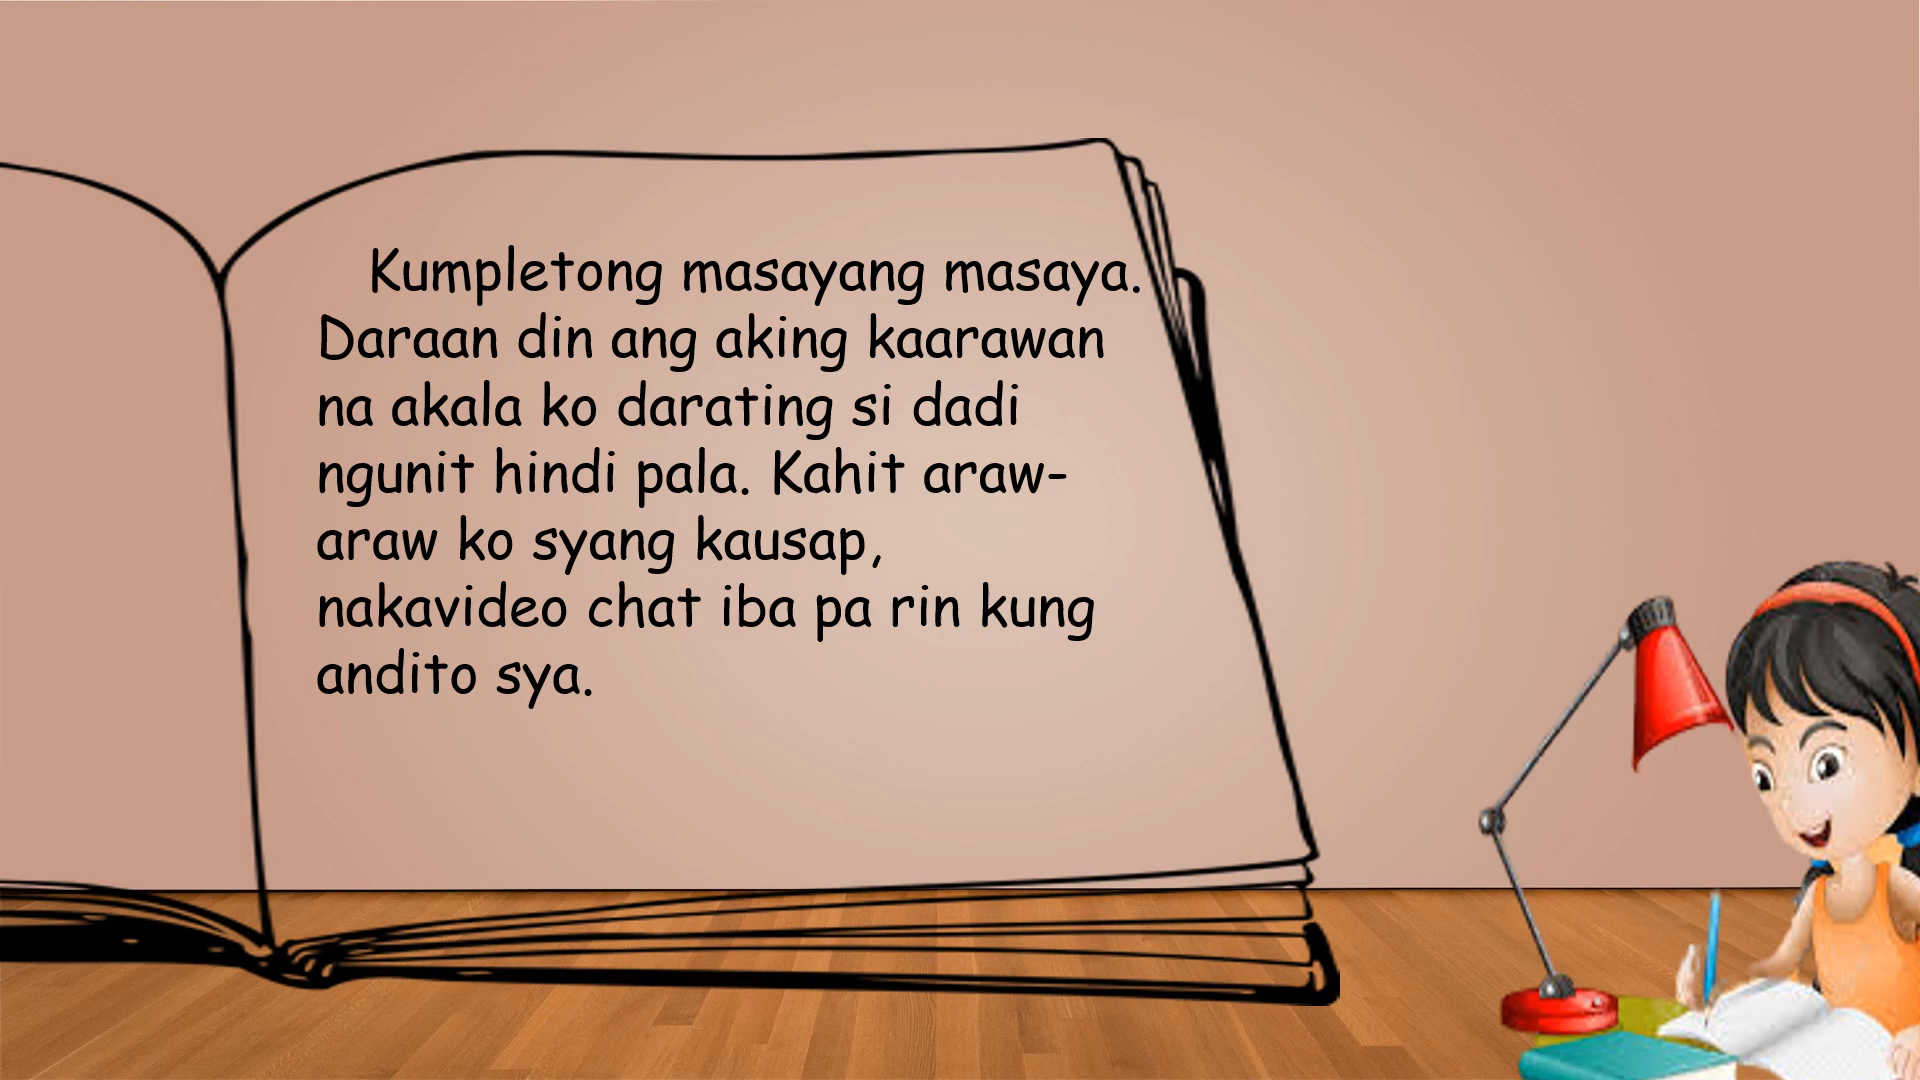 Kumpletong masayang masaya.
Daraan din ang aking kaarawan
na akala ko darating si dadi
ngunit hindi pala. Kahit araw-
araw ko syang kausap,
nakavideo chat iba pa rin kung
andito sya.